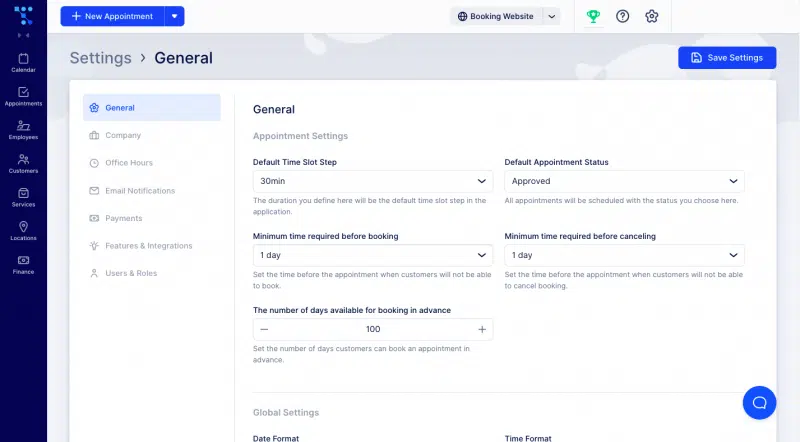 New Appointment
Booking Website
Calendar
Appointments
Employees
Customers
Services
Locations
Finance
Settings > General
Save Settings
General
Company
Office Hours
Email Notifications
Payments
Features & Integrations
Users & Roles
General
Appointment Settings
Default Time Slot Step
30min
The duration you define here will be the default time slot step in the
application.
Default Appointment Status
Approved
All appointments will be scheduled with the status you choose here.
Minimum time required before booking
1 day
Set the time before the appointment when customers will not be able
to book.
Minimum time required before canceling
1 day
Set the time before the appointment when customers will not be able
to cancel booking.
The number of days available for booking in advance
100
Set the number of days customers can book an appointment in
advance.
Global Settings
Date Format
Time Format